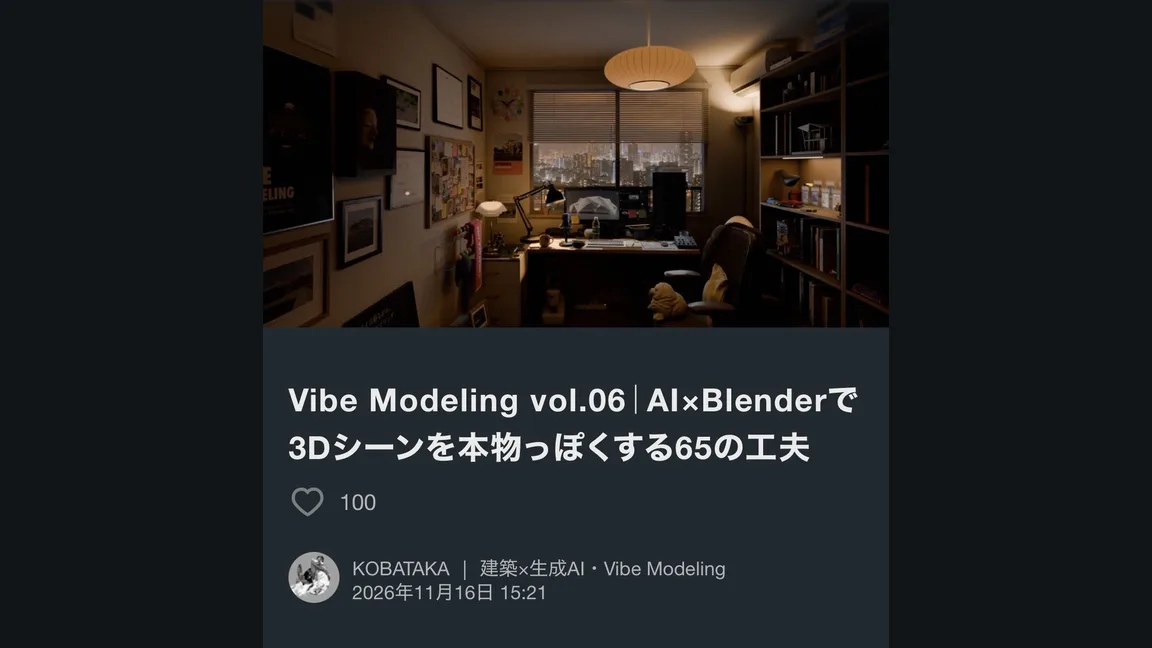 ELING
Vibe Modeling vol.06｜AI×Blenderで
3Dシーンを本物っぽくする65の工夫
100
KOBATAKA ｜ 建築×生成AI・Vibe Modeling
2026年11月16日 15:21